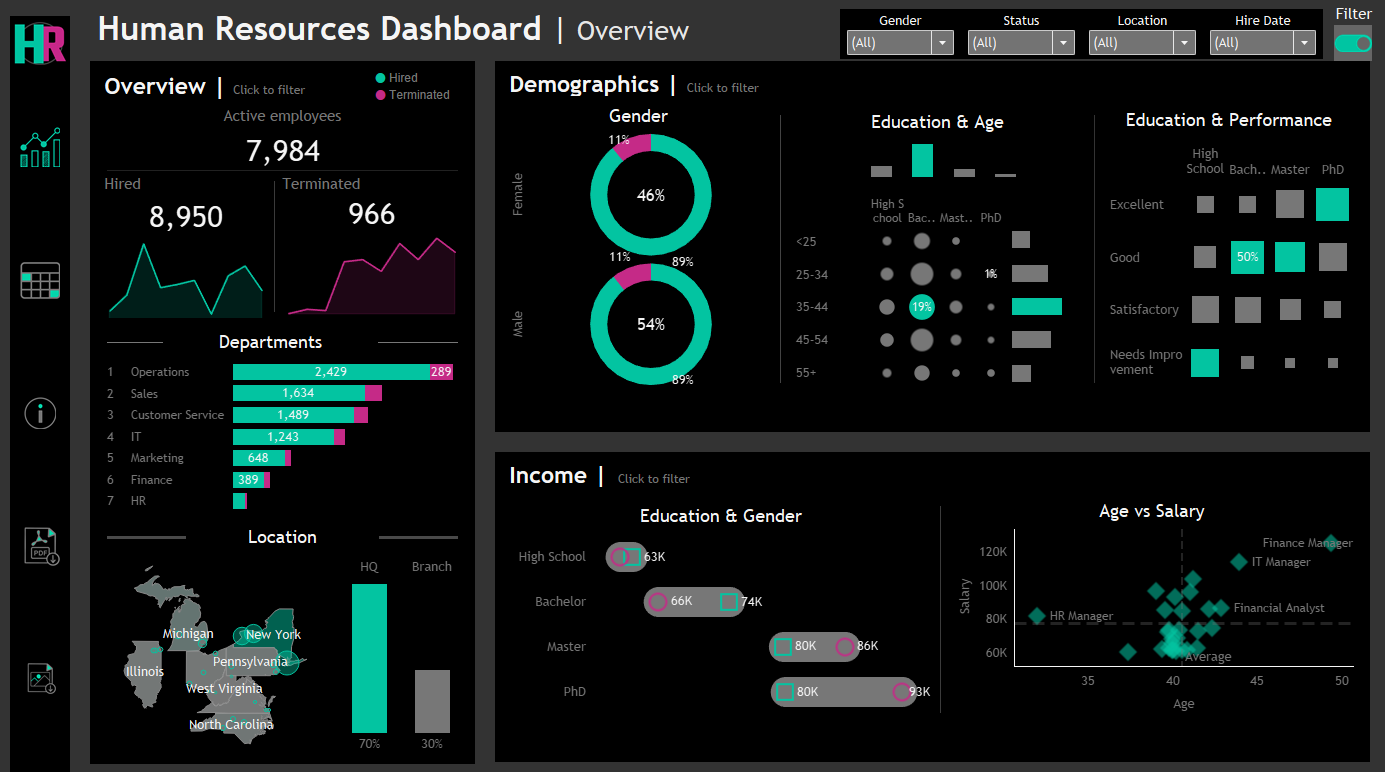 HR
Human Resources Dashboard | Overview
Gender
Status
Location
Hire Date
Filter
(All)
(All)
(All)
(All)
Overview |
Click to filter
Hired
Terminated
Active employees
7,984
Hired
Terminated
8,950
966
Departments
1 Operations 2,429 289
2 Sales 1,634
3 Customer Service 1,489
4 IT 1,243
5 Marketing 648
6 Finance 389
7 HR
Location
HQ
Branch
Michigan
New York
Pennsylvania
Illinois
West Virginia
North Carolina
70%
30%
PDF
Demographics |
Click to filter
Gender
Female
11%
46%
89%
Male
11%
54%
89%
Education & Age
High S
chool
Bac..
Mast..
PhD
<25
25-34
1%
35-44
19%
45-54
55+
Education & Performance
High
School
Bach..
Master
PhD
Excellent
Good
50%
Satisfactory
Needs Impro
vement
Income |
Click to filter
Education & Gender
High School 63K
Bachelor 66K 74K
Master 80K 86K
PhD 80K 93K
Age vs Salary
Salary
120K
100K
80K
60K
Finance Manager
IT Manager
Financial Analyst
HR Manager
Average
35
40
45
50
Age